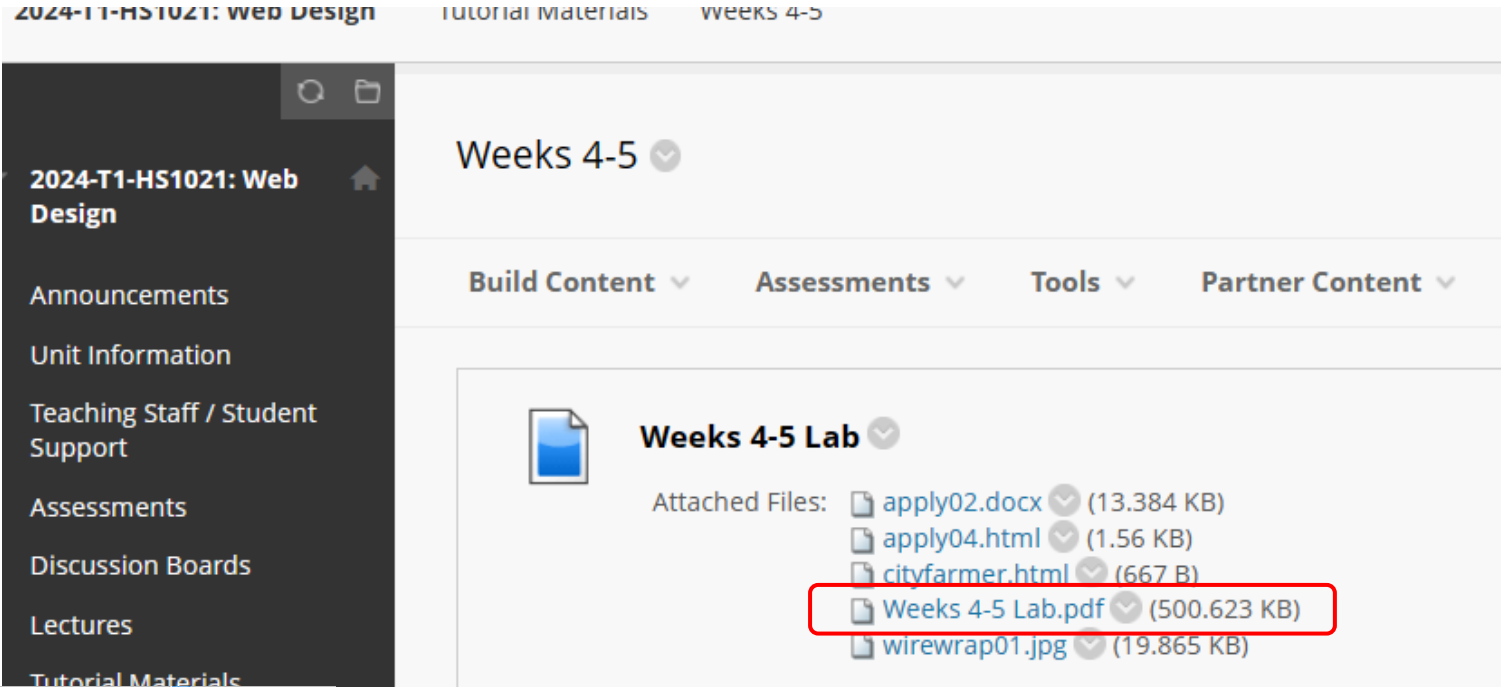 2024-T1-HS1021: Web Design Tutorial Materials Weeks 4-5
2024-T1-HS1021: Web
Design
Announcements
Unit Information
Teaching Staff / Student
Support
Assessments
Discussion Boards
Lectures
Tutorial Materials
Weeks 4-5
Build Content Assessments Tools Partner Content
Weeks 4-5 Lab
Attached Files: apply02.docx (13.384 KB)
apply04.html (1.56 KB)
cityfarmer.html (667 B)
Weeks 4-5 Lab.pdf (500.623 KB)
wirewrap01.jpg (19.865 KB)